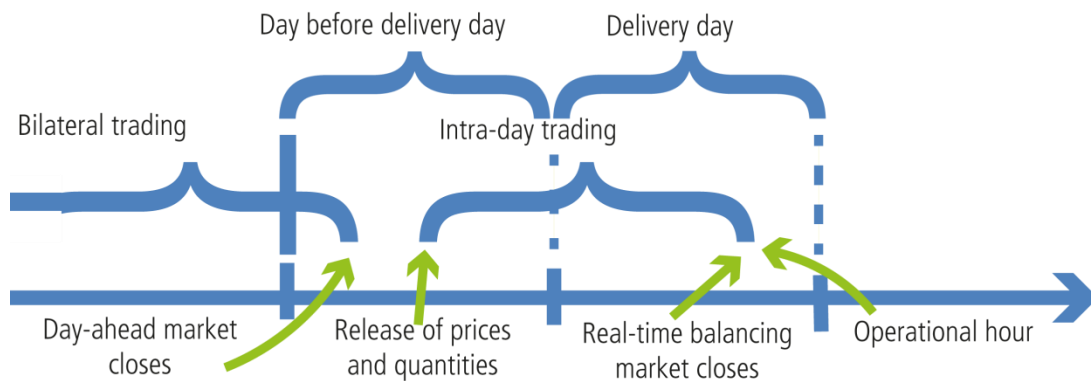 Day before delivery day
Delivery day
Bilateral trading
Intra-day trading
Day-ahead market
closes
Release of prices
and quantities
Real-time balancing
market closes
Operational hour